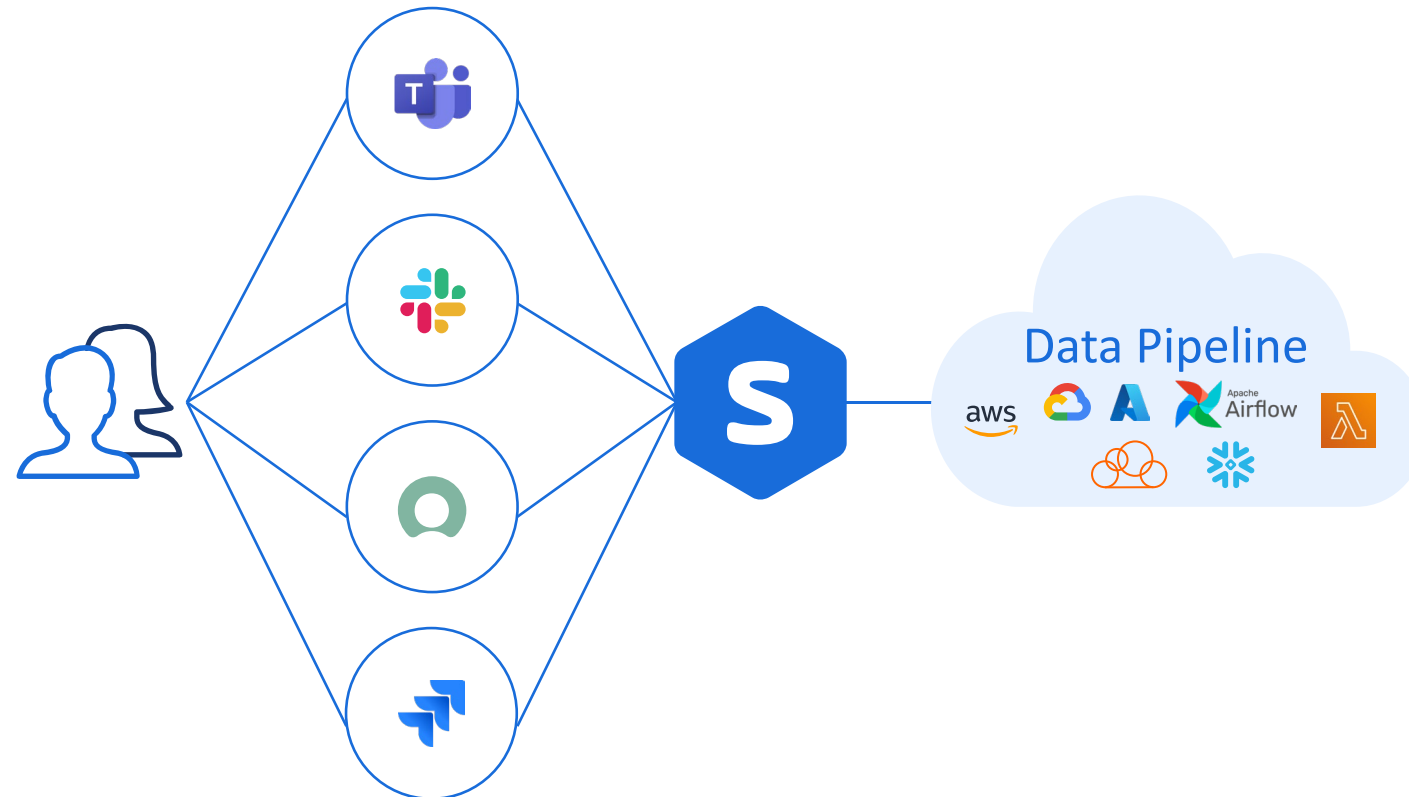 T
S
Data Pipeline
aws
Apache
Airflow